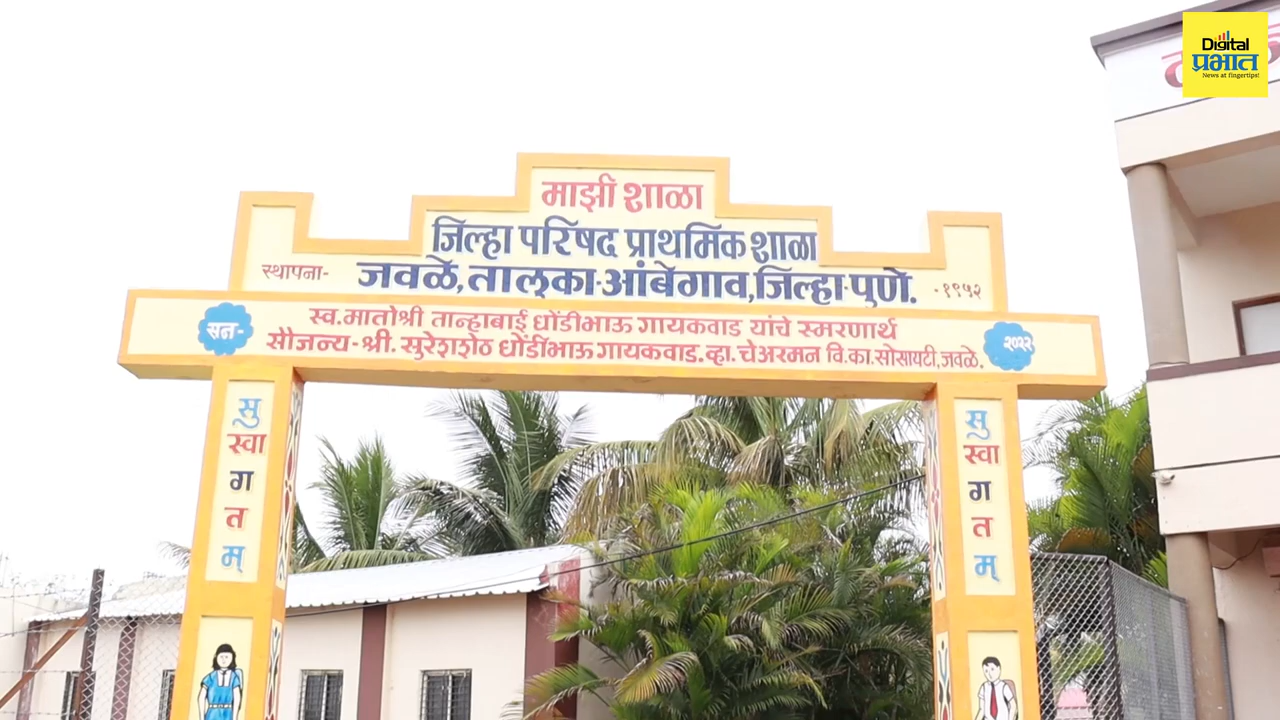 Digital
प्रभात
News at fingertips!
माझी शाळा
जिल्हा परिषद प्राथमिक शाळा
स्थापना- जवळे, तालुका-आंबेगाव, जिल्हा-पुणे. -१९५२
स्व. मातोश्री तान्हाबाई धोंडीभाऊ गायकवाड यांचे स्मरणार्थ
सन- सौजन्य-श्री. सुरेशशेठ धोंडीभाऊ गायकवाड. व्हा. चेअरमन वि.का. सोसायटी, जवळे. २०२२
सु
स्वा
ग
त
म्
सु
स्वा
ग
त
म्